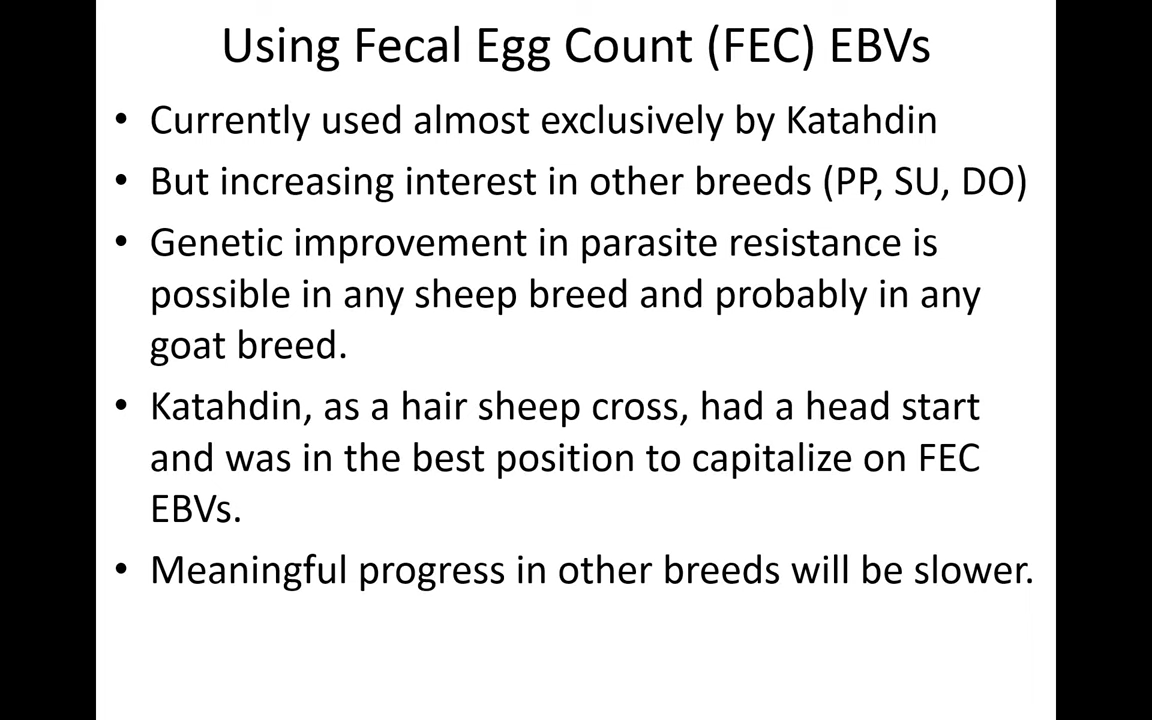 Using Fecal Egg Count (FEC) EBVs
• Currently used almost exclusively by Katahdin
• But increasing interest in other breeds (PP, SU, DO)
• Genetic improvement in parasite resistance is
possible in any sheep breed and probably in any
goat breed.
• Katahdin, as a hair sheep cross, had a head start
and was in the best position to capitalize on FEC
EBVs.
• Meaningful progress in other breeds will be slower.